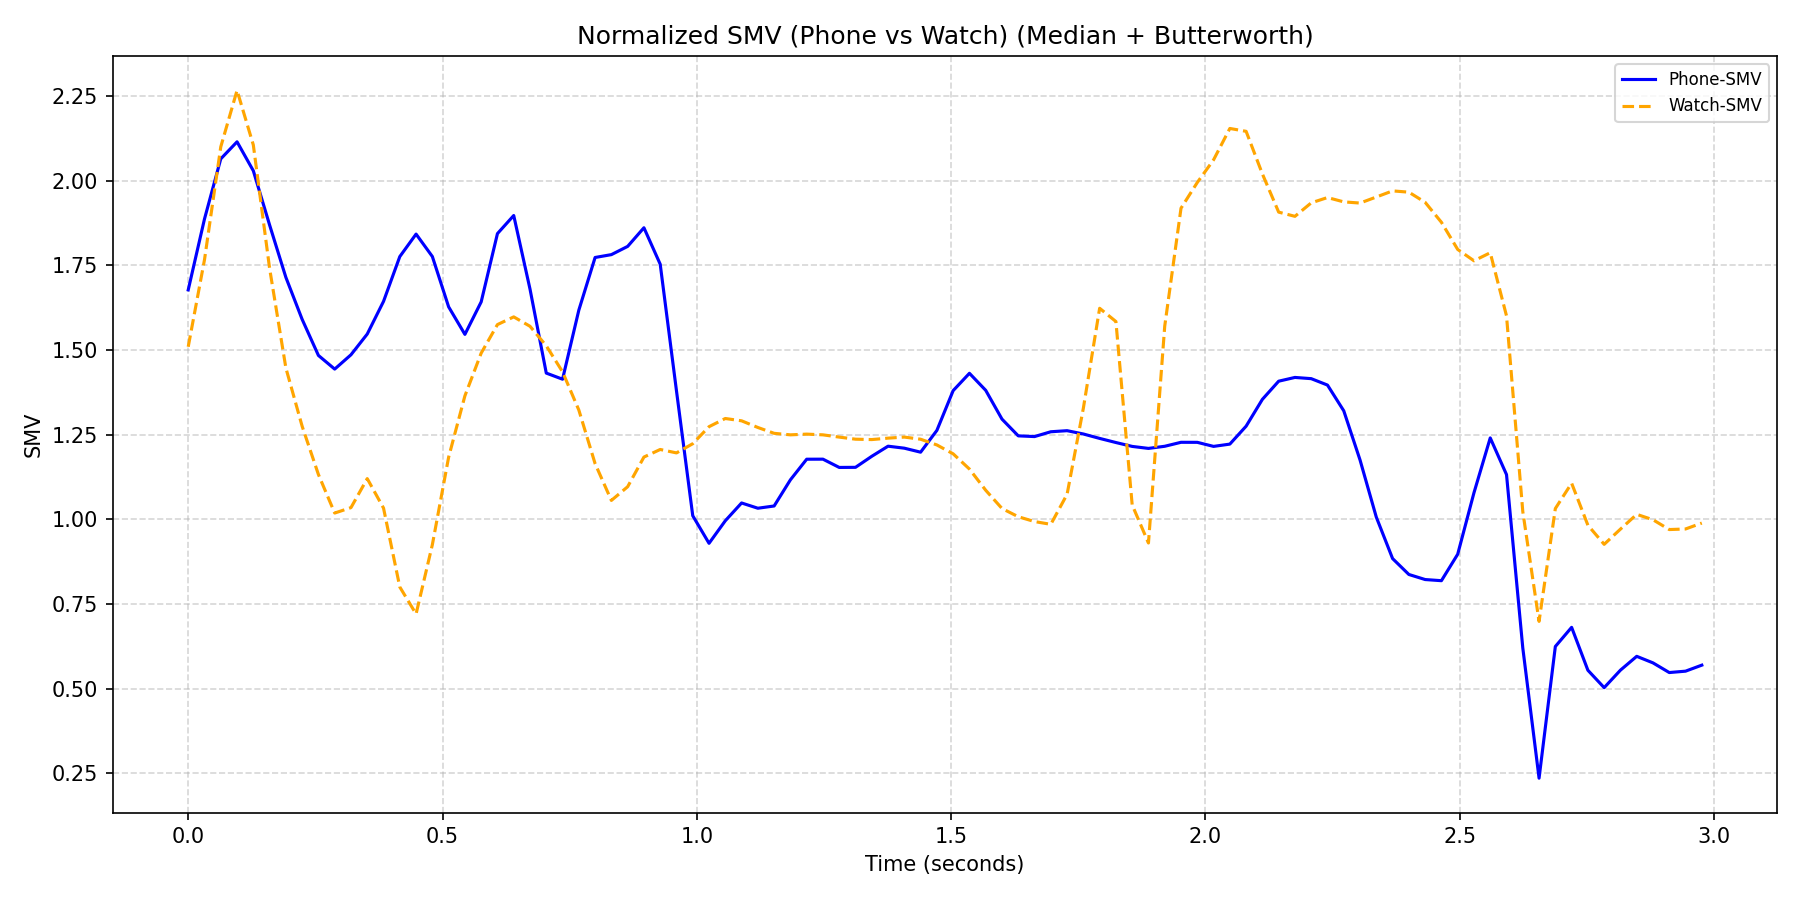 Normalized SMV (Phone vs Watch) (Median + Butterworth)
Phone-SMV
Watch-SMV
SMV
2.25
2.00
1.75
1.50
1.25
1.00
0.75
0.50
0.25
0.0 0.5 1.0 1.5 2.0 2.5 3.0
Time (seconds)